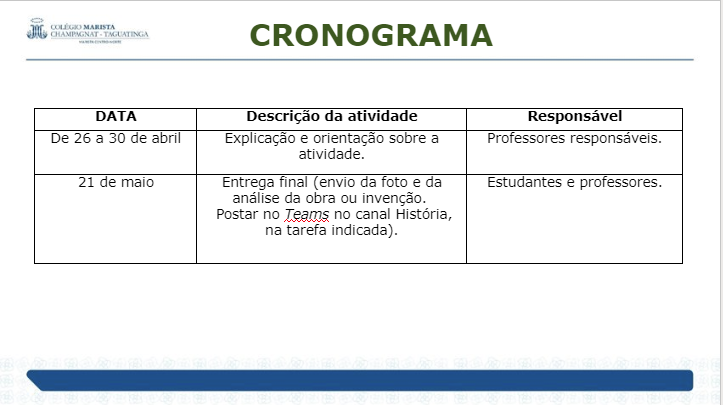 COLÉGIO MARISTA
CHAMPAGNAT - TAGUATINGA
CRONOGRAMA
DATA
Descrição da atividade
Responsável
De 26 a 30 de abril
Explicação e orientação sobre a
atividade.
Professores responsáveis.
21 de maio
Entrega final (envio da foto e da
análise da obra ou invenção.
Postar no Teams no canal História,
na tarefa indicada).
Estudantes e professores.